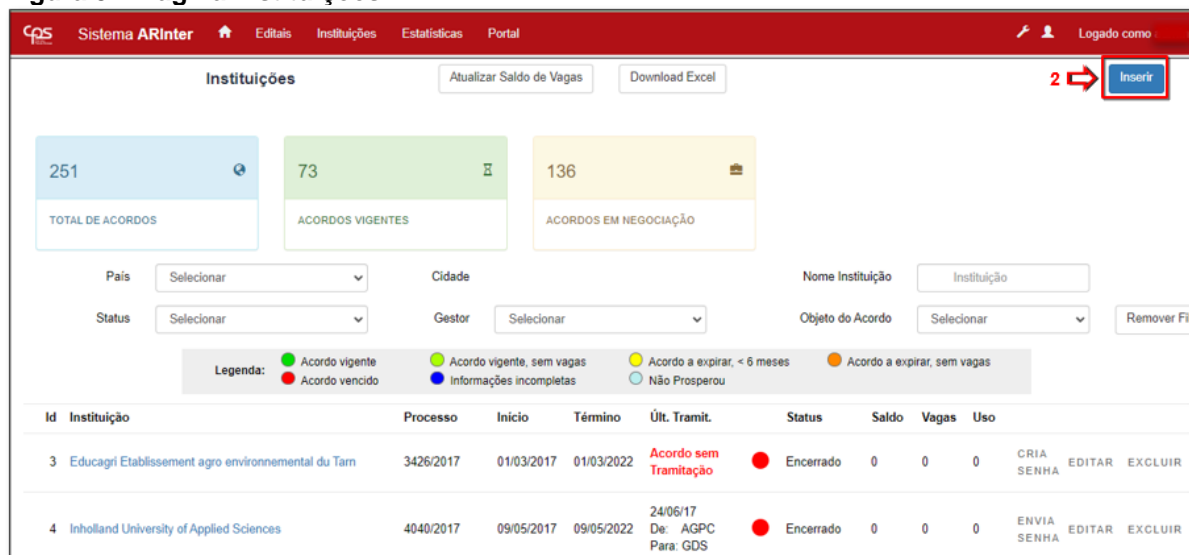 cps Sistema ARInter Editais Instituições Estatísticas Portal Logado como
Instituições Atualizar Saldo de Vagas Download Excel 2 Inserir
251 73 136
TOTAL DE ACORDOS ACORDOS VIGENTES ACORDOS EM NEGOCIAÇÃO
País Selecionar Cidade Nome Instituição Instituição
Status Selecionar Gestor Selecionar Objeto do Acordo Selecionar Remover Fi
Legenda: Acordo vigente Acordo vigente, sem vagas Acordo a expirar, < 6 meses Acordo a expirar, sem vagas
Acordo vencido Informações incompletas Não Prosperou
Id Instituição Processo Início Término Últ. Tramit. Status Saldo Vagas Uso
3 Educagri Etablissement agro environnemental du Tarn 3426/2017 01/03/2017 01/03/2022 Acordo sem Tramitação Encerrado 0 0 0 CRIA SENHA EDITAR EXCLUIR
4 Inholland University of Applied Sciences 4040/2017 09/05/2017 09/05/2022 24/06/17 De: AGPC Para: GDS Encerrado 0 0 0 ENVIA SENHA EDITAR EXCLUIR